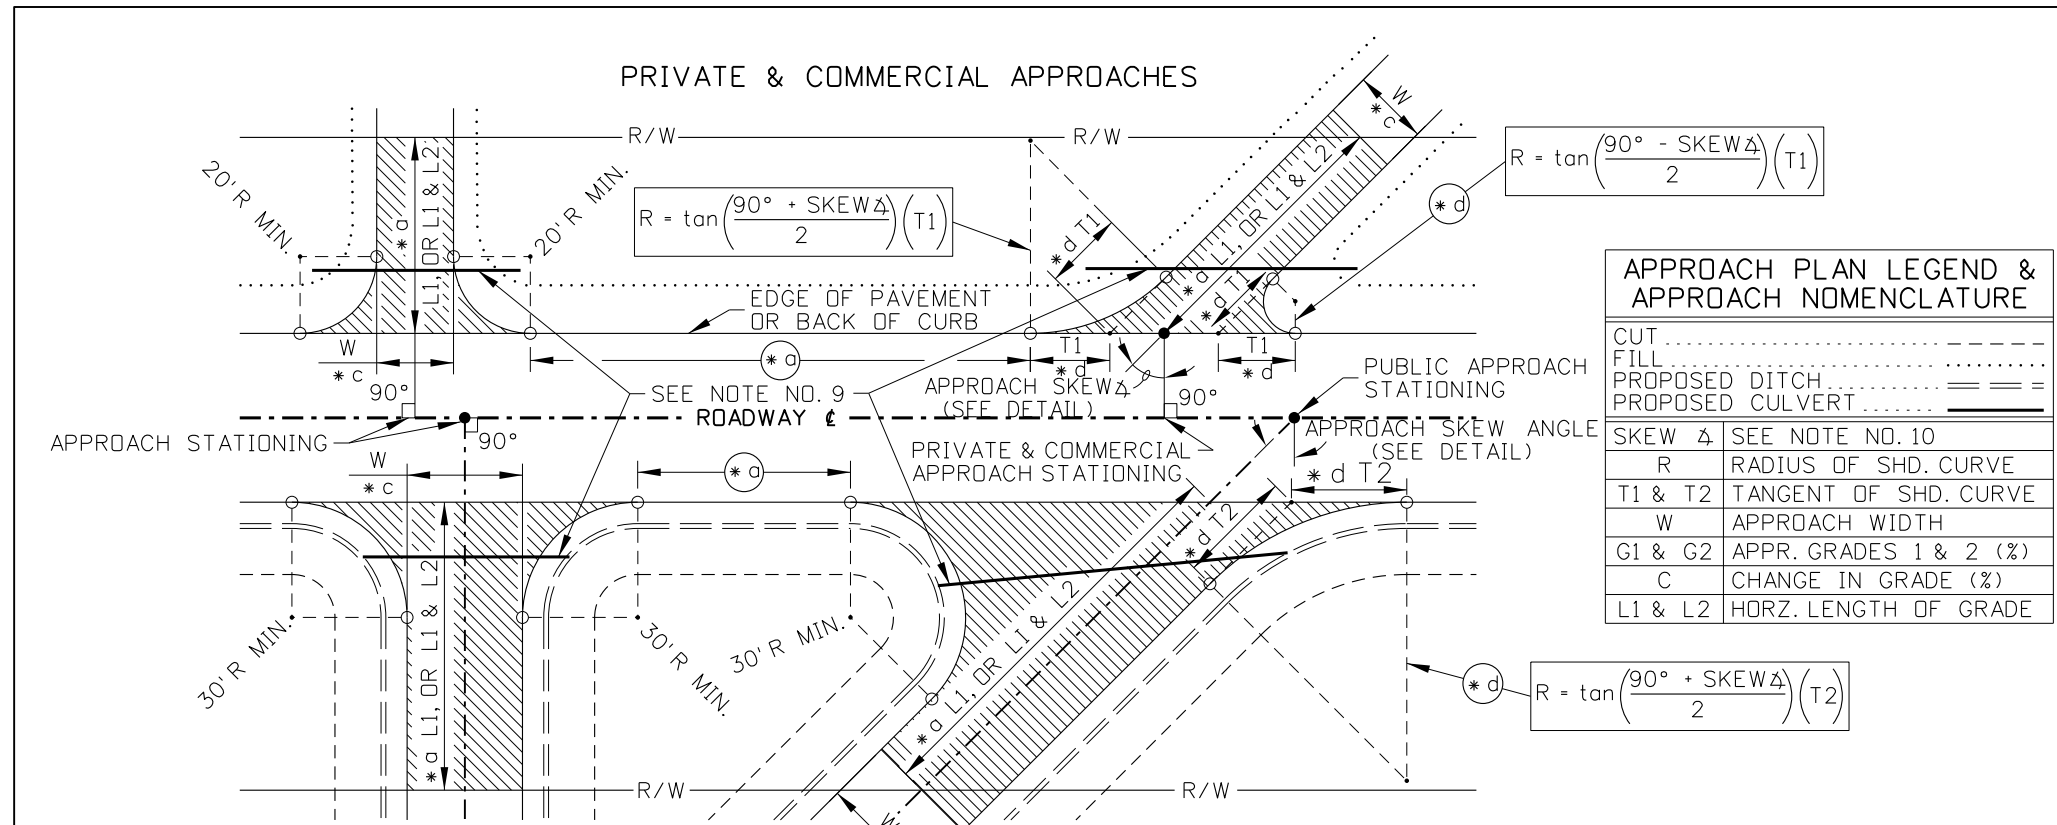 PRIVATE & COMMERCIAL APPROACHES
R/W
R/W
W
*c
20' R MIN.
*a
L1, OR L1 & L2
20' R MIN.
R = tan((90° + SKEW∡)/2)(T1)
*d T1
*a L1, OR L1 & L2
*d T1
*d
R = tan((90° - SKEW∡)/2)(T1)
EDGE OF PAVEMENT
OR BACK OF CURB
W
*c
90°
*a
T1
*d
T1
*d
SEE NOTE NO. 9
APPROACH SKEW∡
(SEE DETAIL)
90°
PUBLIC APPROACH
STATIONING
ROADWAY ℄
APPROACH STATIONING
90°
PRIVATE & COMMERCIAL
APPROACH STATIONING
APPROACH SKEW ANGLE
(SEE DETAIL)
W
*c
*a
*d T2
*d T2
*a L1, OR L1 & L2
*a L1, OR L1 & L2
30' R MIN.
30' R MIN.
30' R MIN.
*d
R = tan((90° + SKEW∡)/2)(T2)
R/W
R/W
W
APPROACH PLAN LEGEND &
APPROACH NOMENCLATURE
CUT
FILL
PROPOSED DITCH
PROPOSED CULVERT
SKEW ∡ SEE NOTE NO. 10
R RADIUS OF SHD. CURVE
T1 & T2 TANGENT OF SHD. CURVE
W APPROACH WIDTH
G1 & G2 APPR. GRADES 1 & 2 (%)
C CHANGE IN GRADE (%)
L1 & L2 HORZ. LENGTH OF GRADE